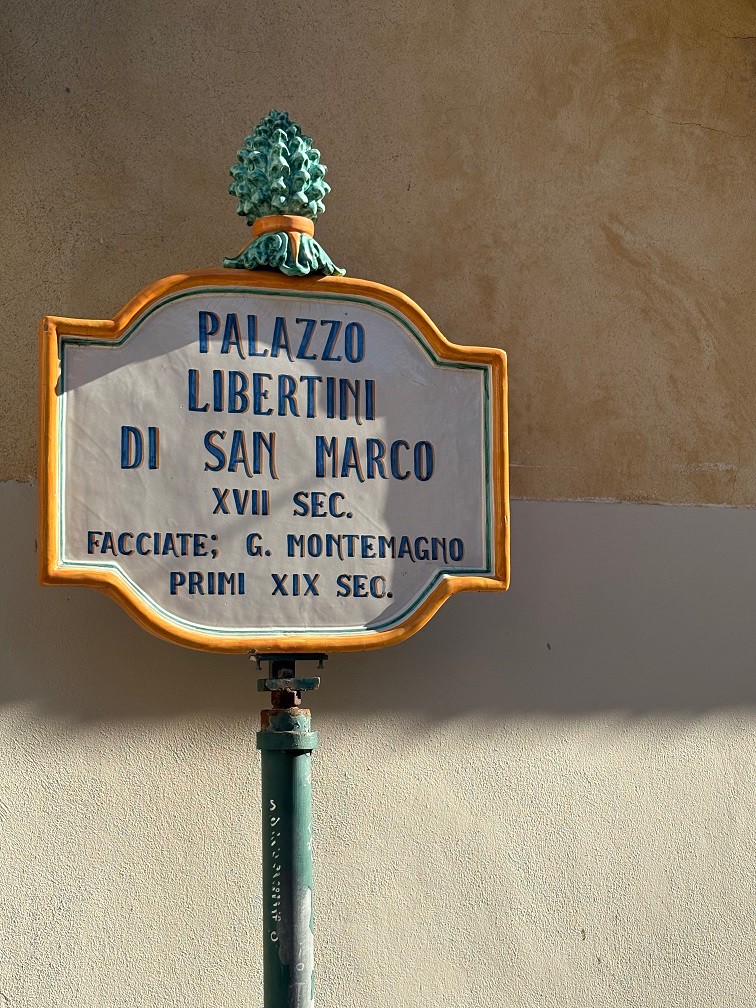 PALAZZO
LIBERTINI
DI SAN MARCO
XVII SEC.
FACCIATE; G. MONTEMAGNO
PRIMI XIX SEC.